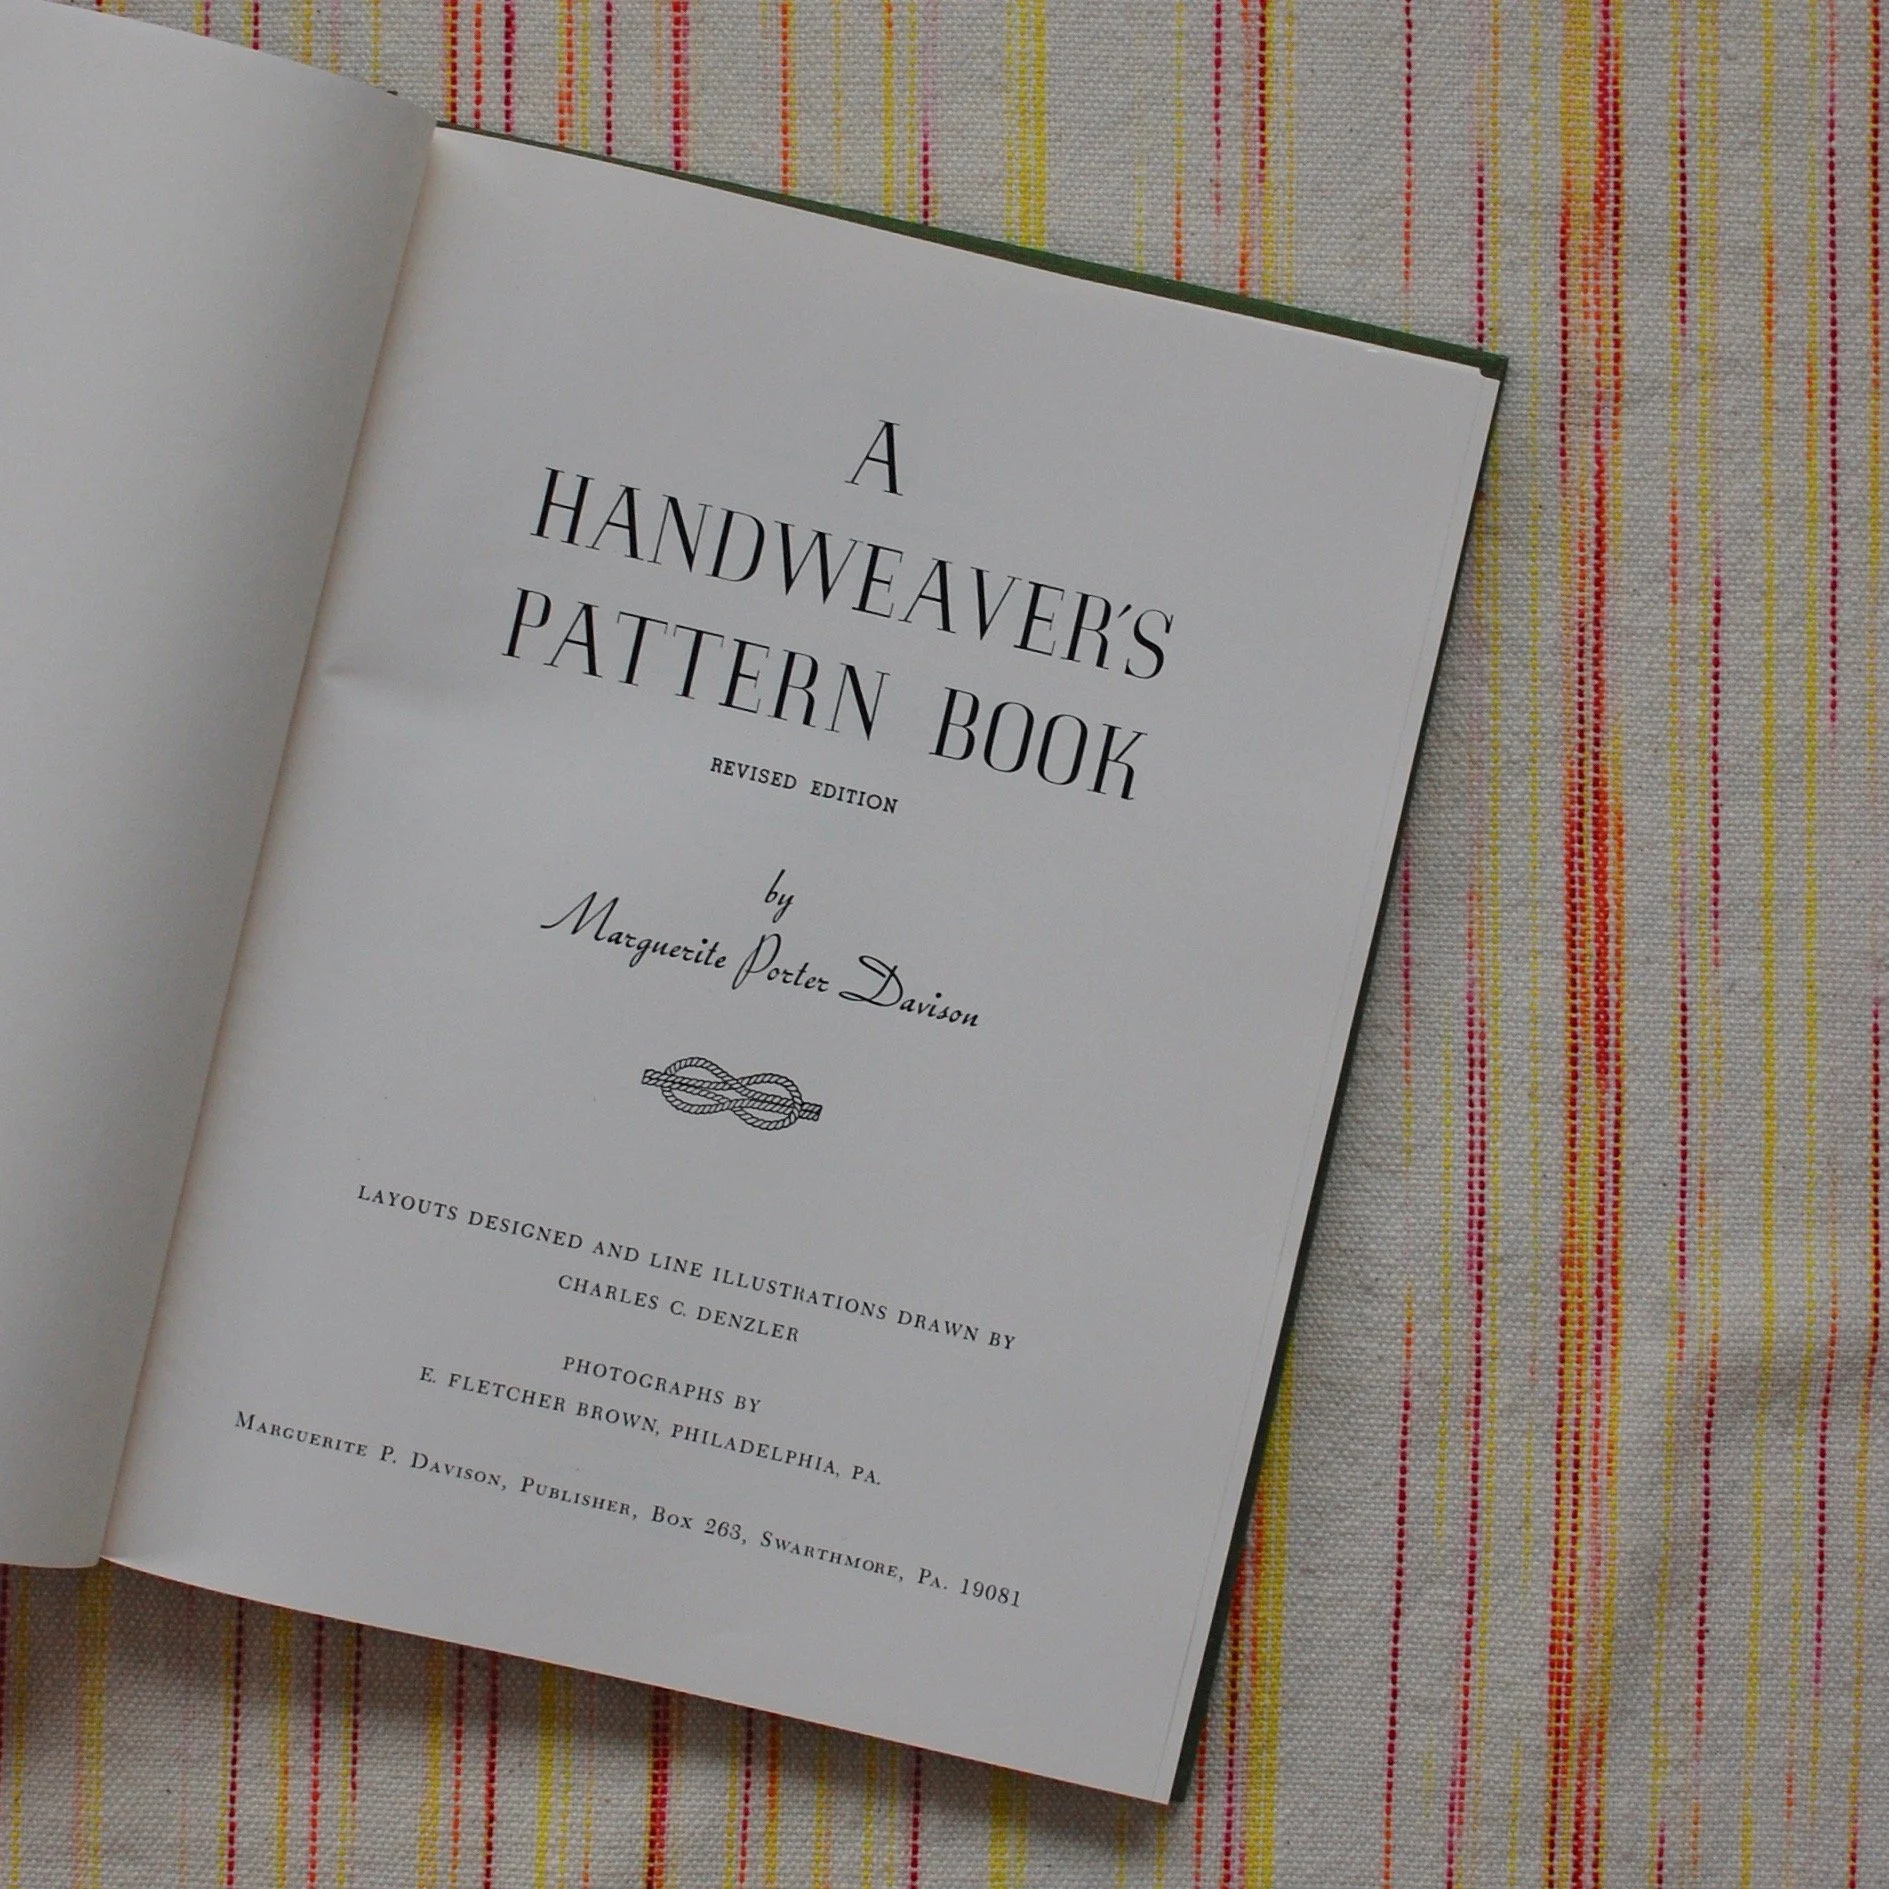 A
HANDWEAVER'S
PATTERN BOOK
REVISED EDITION
by
Marguerite Porter Davison
LAYOUTS DESIGNED AND LINE ILLUSTRATIONS DRAWN BY
CHARLES C. DENZLER
PHOTOGRAPHS BY
E. FLETCHER BROWN, PHILADELPHIA, PA.
MARGUERITE P. DAVISON, PUBLISHER, BOX 263, SWARTHMORE, PA. 19081